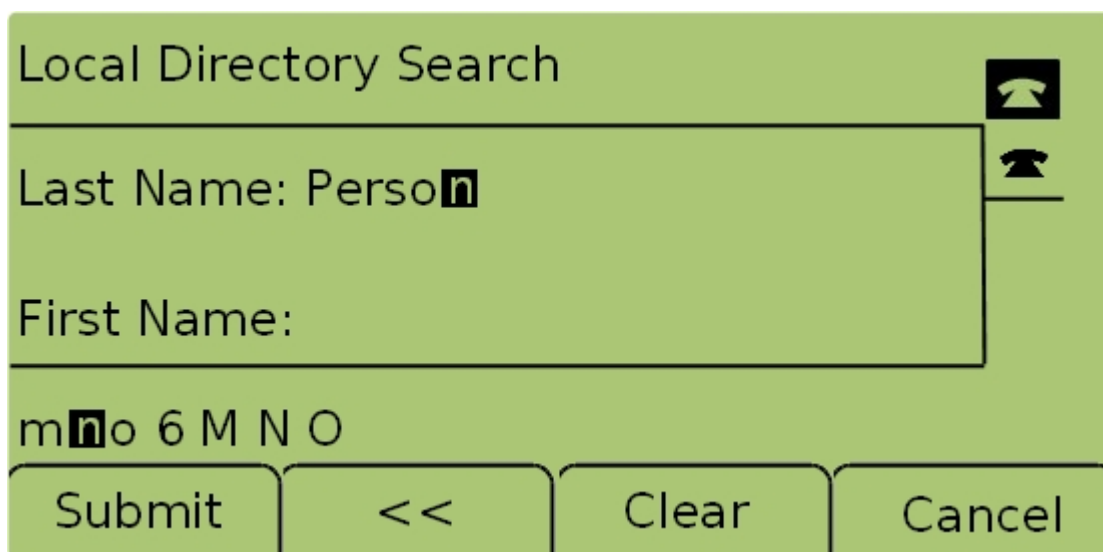 Local Directory Search
Last Name: Person
First Name:
mno 6 M N O
Submit << Clear Cancel